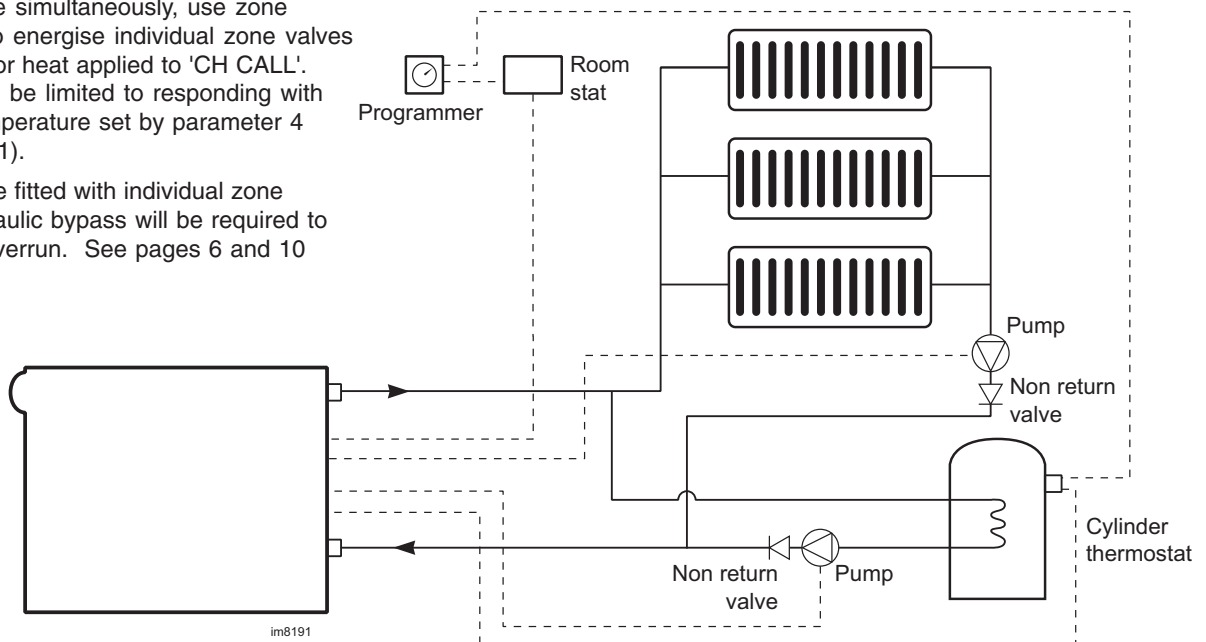 e simultaneously, use zone
o energise individual zone valves
or heat applied to 'CH CALL'.
be limited to responding with
perature set by parameter 4
1).
e fitted with individual zone
aulic bypass will be required to
verrun. See pages 6 and 10
Programmer
Room
stat
Pump
Non return
valve
Cylinder
thermostat
Non return
valve
Pump
im8191